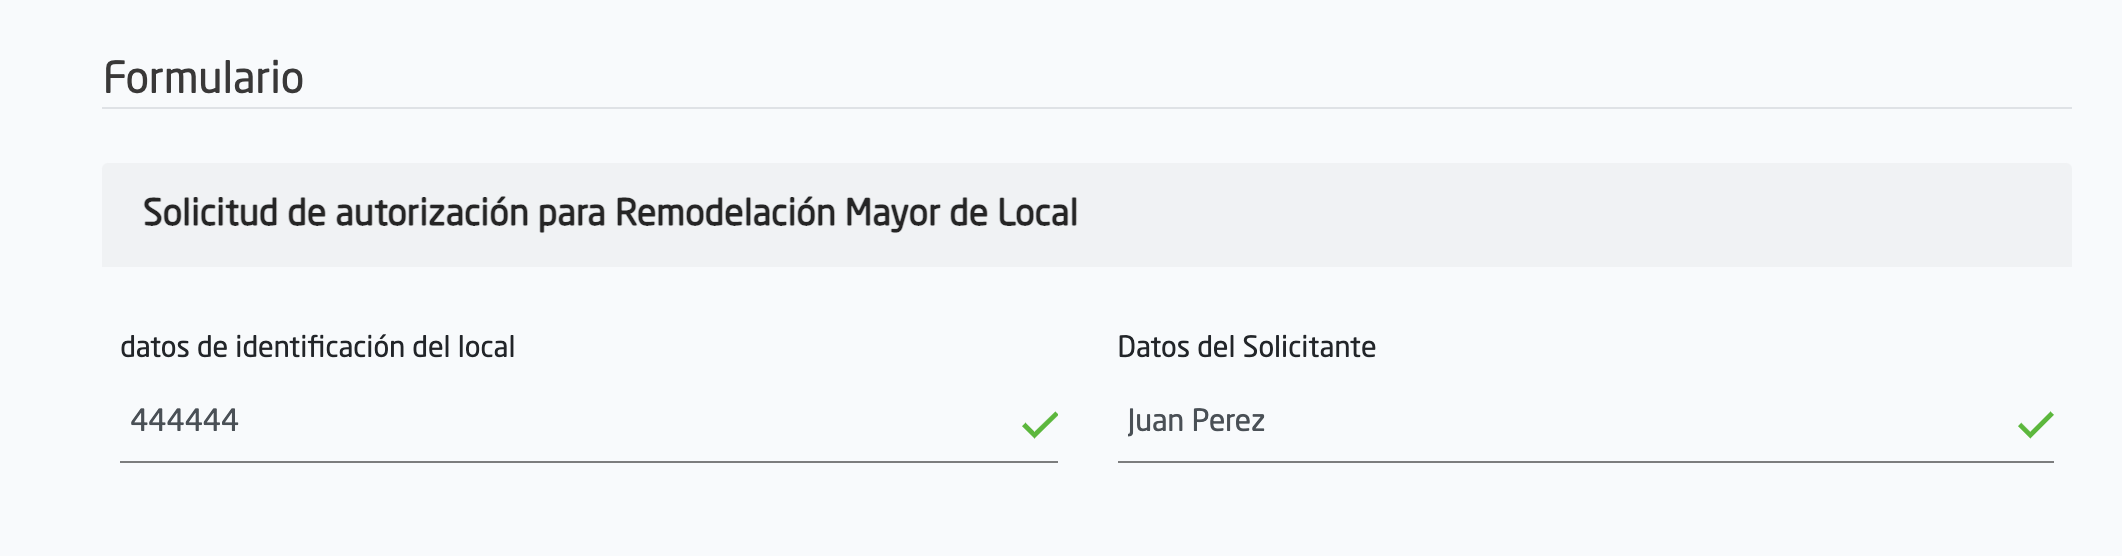 Formulario
Solicitud de autorización para Remodelación Mayor de Local
datos de identificación del local
444444
Datos del Solicitante
Juan Perez